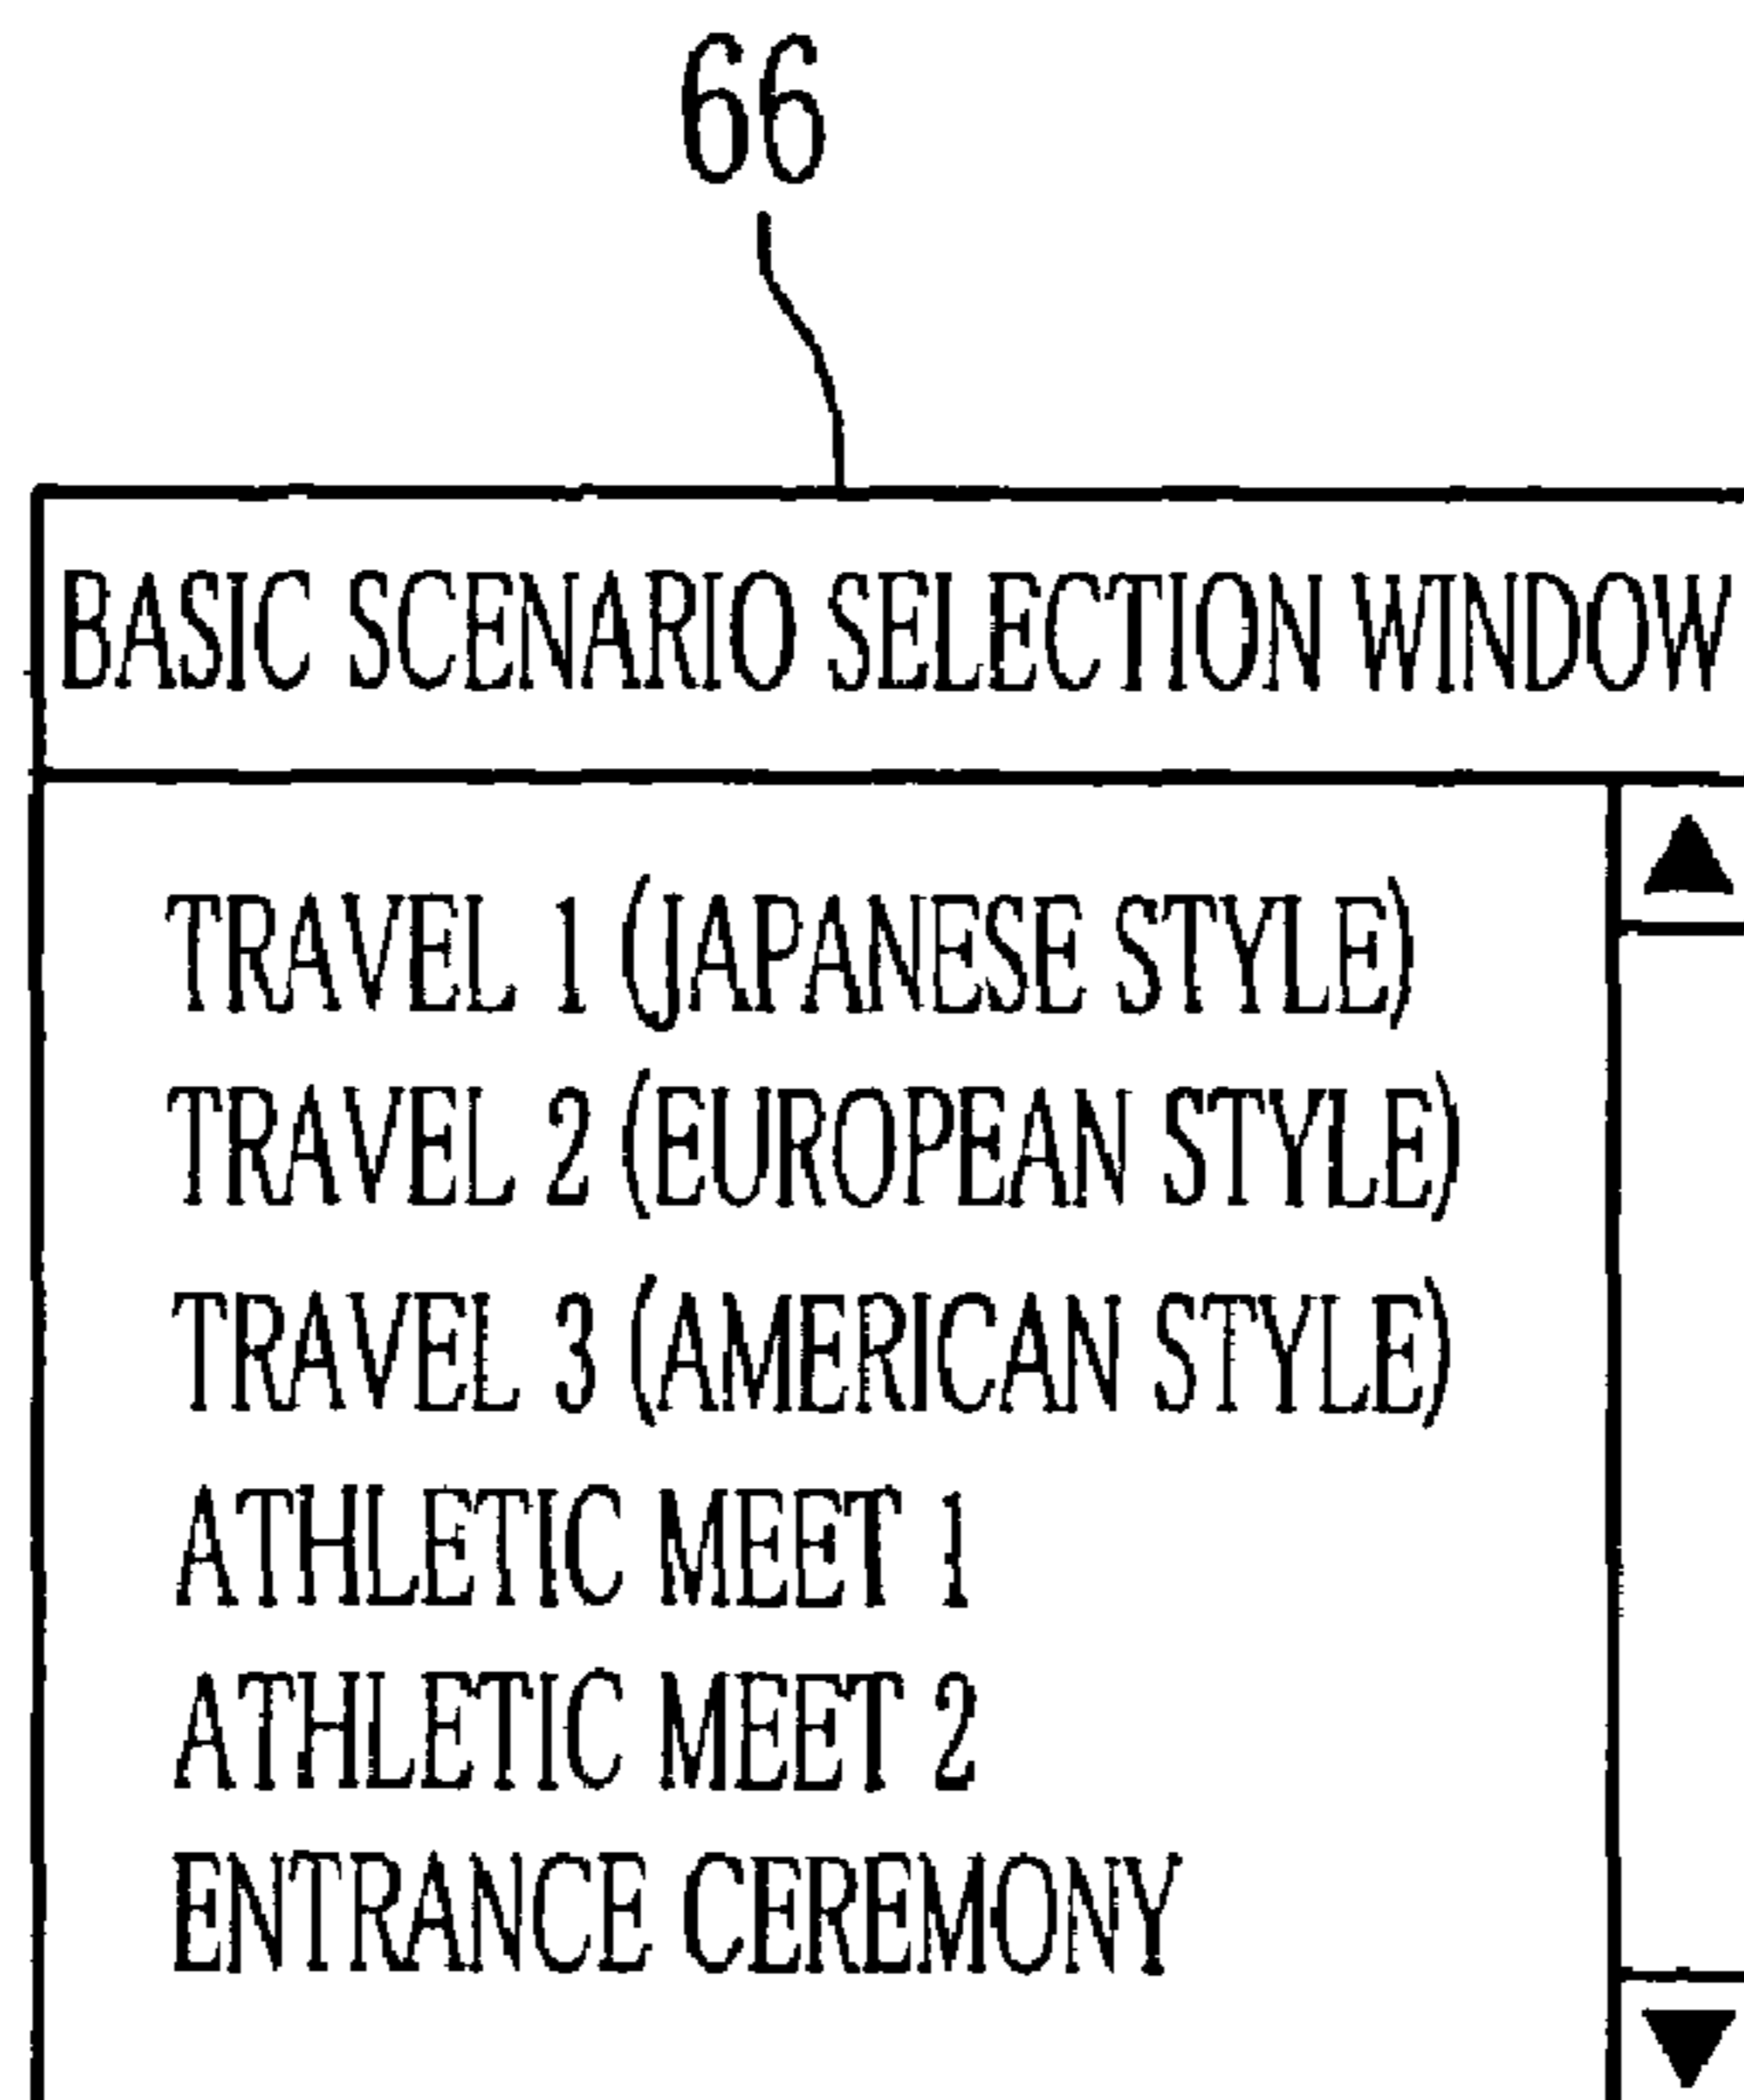 66
BASIC SCENARIO SELECTION WINDOW
TRAVEL 1 (JAPANESE STYLE)
TRAVEL 2 (EUROPEAN STYLE)
TRAVEL 3 (AMERICAN STYLE)
ATHLETIC MEET 1
ATHLETIC MEET 2
ENTRANCE CEREMONY